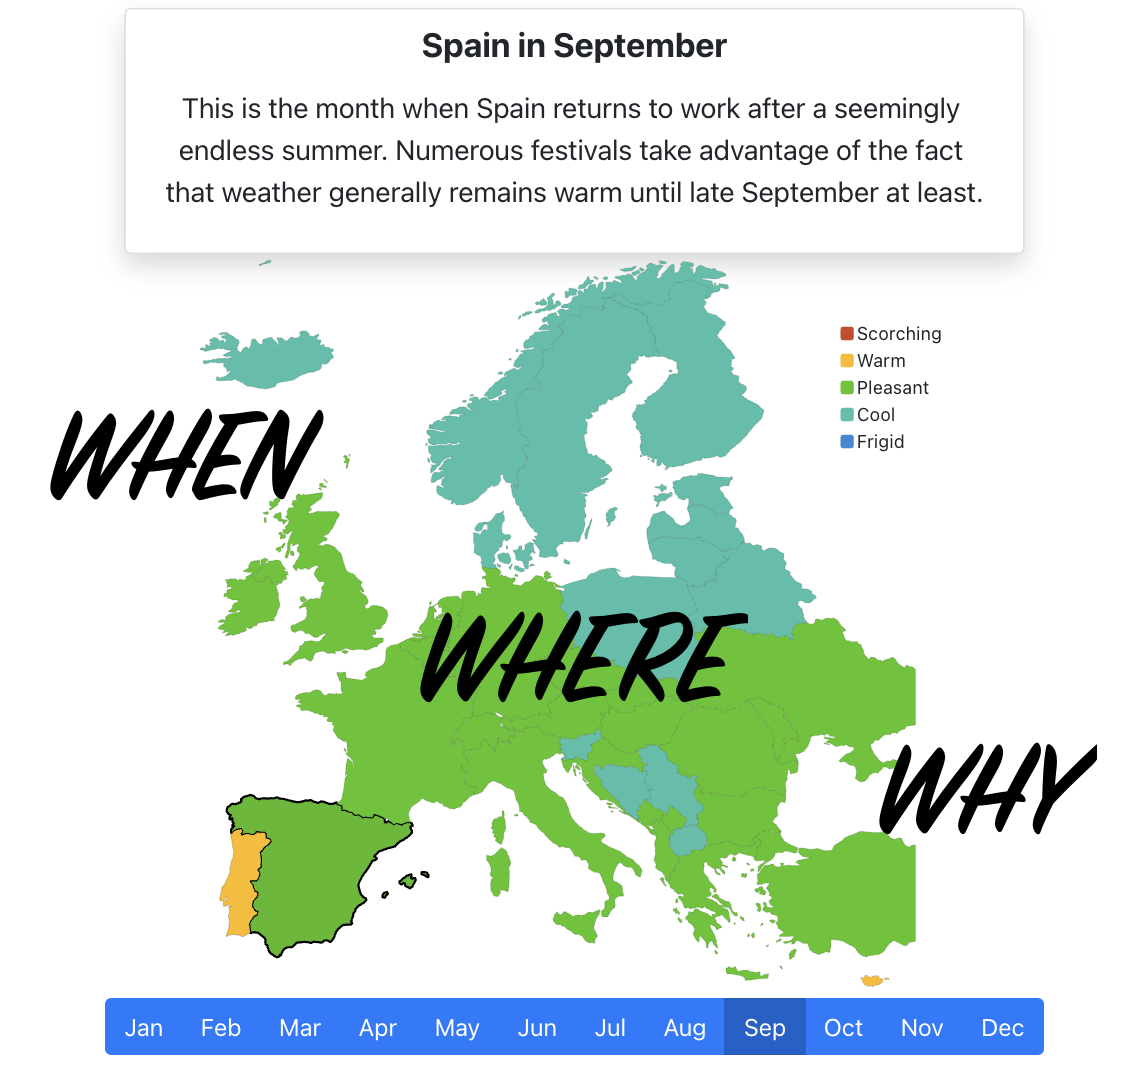 Spain in September
This is the month when Spain returns to work after a seemingly
endless summer. Numerous festivals take advantage of the fact
that weather generally remains warm until late September at least.
Scorching
Warm
Pleasant
Cool
Frigid
WHEN
WHERE
WHY
Jan Feb Mar Apr May Jun Jul Aug Sep Oct Nov Dec